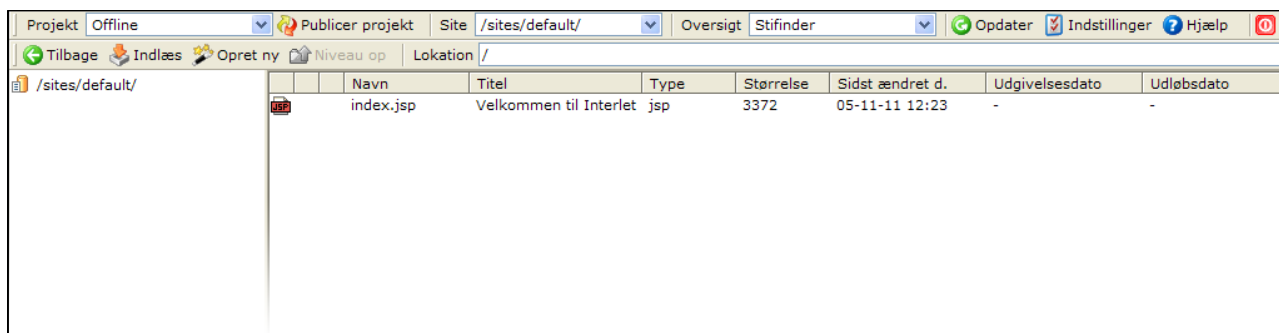 Projekt Offline Publicer projekt Site /sites/default/ Oversigt Stifinder Opdater Indstillinger Hjælp
Tilbage Indlæs Opret ny Niveau op Lokation /
/sites/default/
Navn Titel Type Størrelse Sidst ændret d. Udgivelsesdato Udløbsdato
JSP index.jsp Velkommen til Interlet jsp 3372 05-11-11 12:23 - -